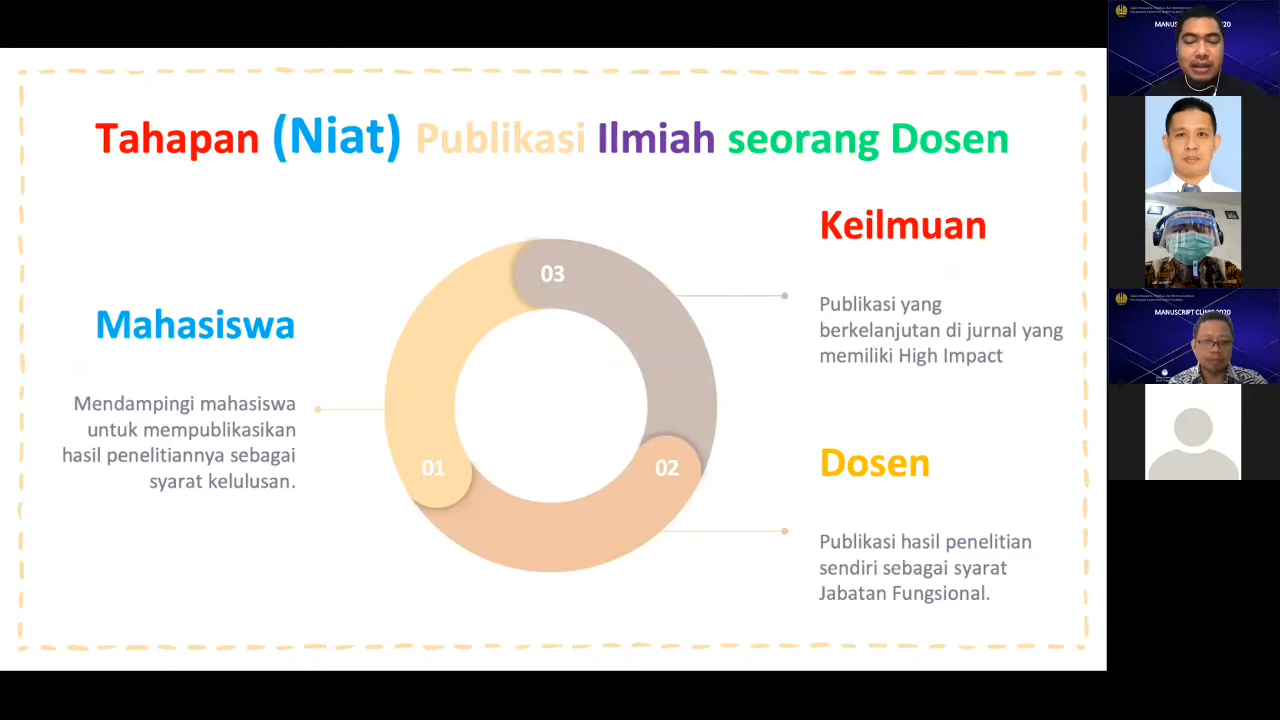 Tahapan (Niat) Publikasi Ilmiah seorang Dosen
Mahasiswa
Mendampingi mahasiswa
untuk mempublikasikan
hasil penelitiannya sebagai
syarat kelulusan.
01
02
03
Keilmuan
Publikasi yang
berkelanjutan di jurnal yang
memiliki High Impact
Dosen
Publikasi hasil penelitian
sendiri sebagai syarat
Jabatan Fungsional.
MANUSCRIPT CLINIC 2020